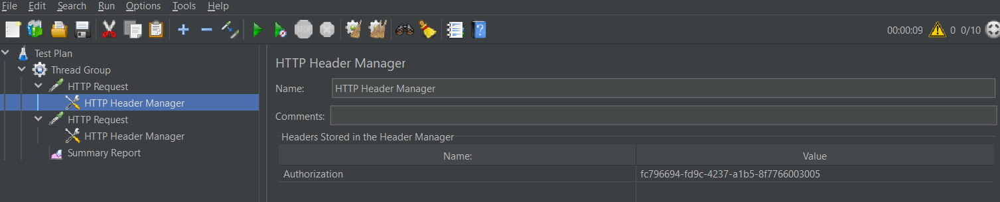 File Edit Search Run Options Tools Help
STOP
00:00:09 0 0/10
Test Plan
Thread Group
HTTP Request
HTTP Header Manager
HTTP Request
HTTP Header Manager
Summary Report
HTTP Header Manager
Name: HTTP Header Manager
Comments:
Headers Stored in the Header Manager
Name: Value
Authorization fc796694-fd9c-4237-a1b5-8f7766003005